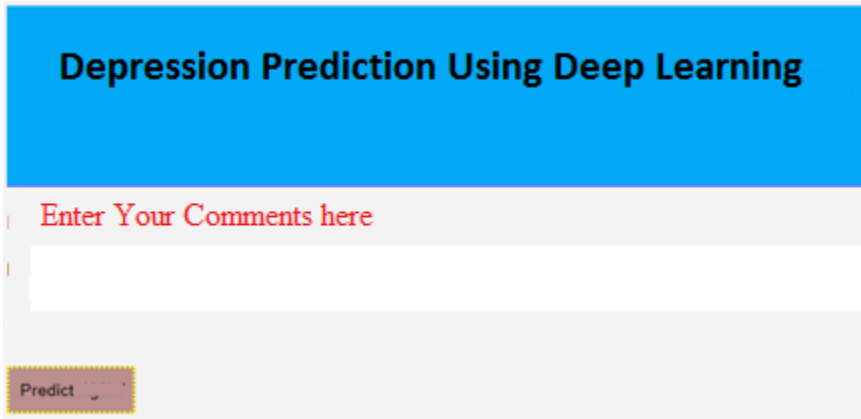 Depression Prediction Using Deep Learning
Enter Your Comments here
Predict